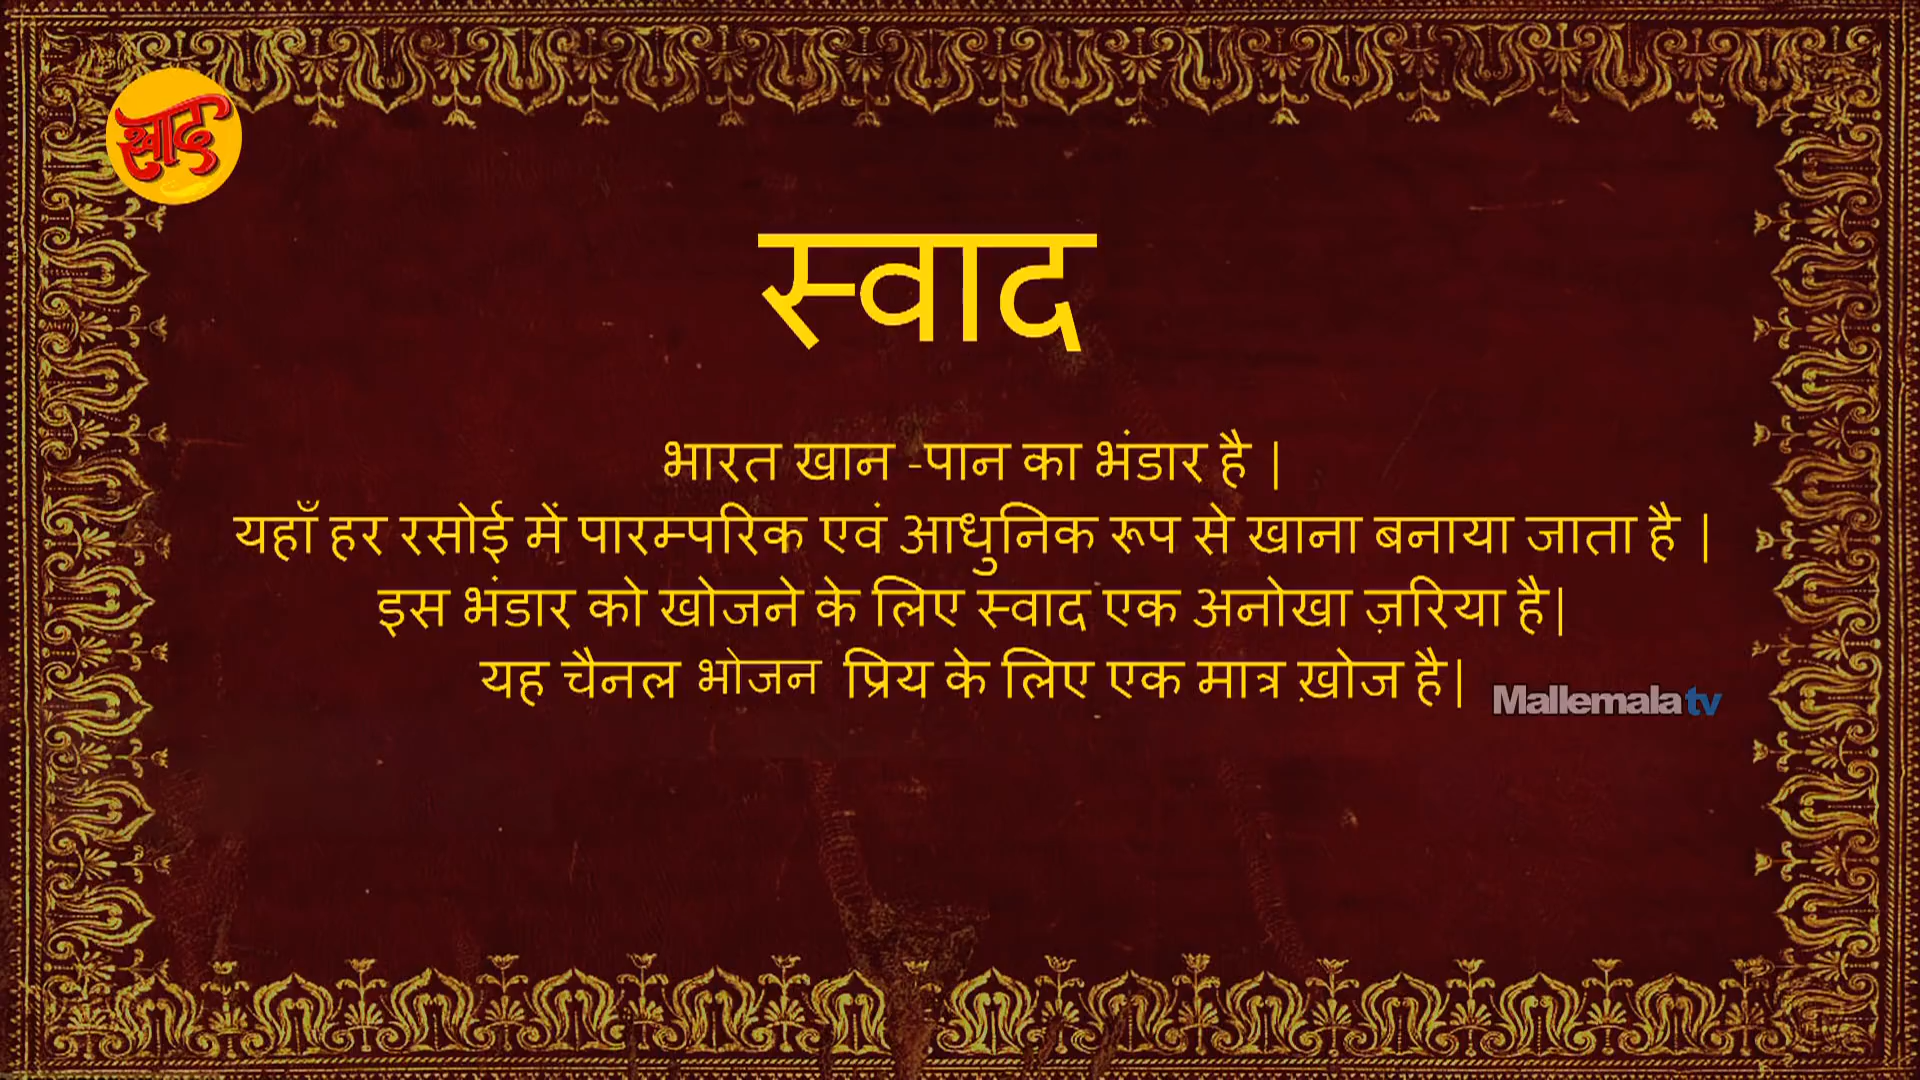 स्वाद
स्वाद
भारत खान -पान का भंडार है |
यहाँ हर रसोई में पारम्परिक एवं आधुनिक रूप से खाना बनाया जाता है |
इस भंडार को खोजने के लिए स्वाद एक अनोखा ज़रिया है|
यह चैनल भोजन प्रिय के लिए एक मात्र ख़ोज है|
Mallemalatv